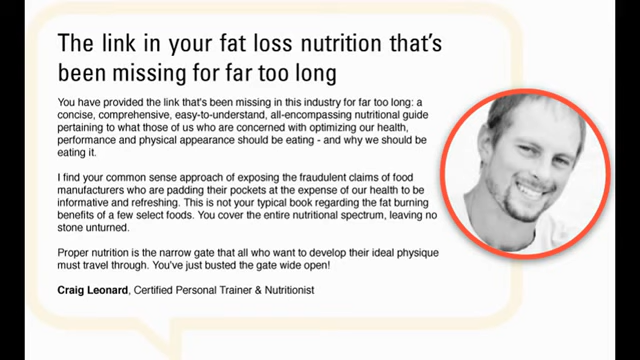 The link in your fat loss nutrition that's
been missing for far too long
You have provided the link that's been missing in this industry for far too long: a
concise, comprehensive, easy-to-understand, all-encompassing nutritional guide
pertaining to what those of us who are concerned with optimizing our health,
performance and physical appearance should be eating - and why we should be
eating it.
I find your common sense approach of exposing the fraudulent claims of food
manufacturers who are padding their pockets at the expense of our health to be
informative and refreshing. This is not your typical book regarding the fat burning
benefits of a few select foods. You cover the entire nutritional spectrum, leaving no
stone unturned.
Proper nutrition is the narrow gate that all who want to develop their ideal physique
must travel through. You've just busted the gate wide open!
Craig Leonard, Certified Personal Trainer & Nutritionist